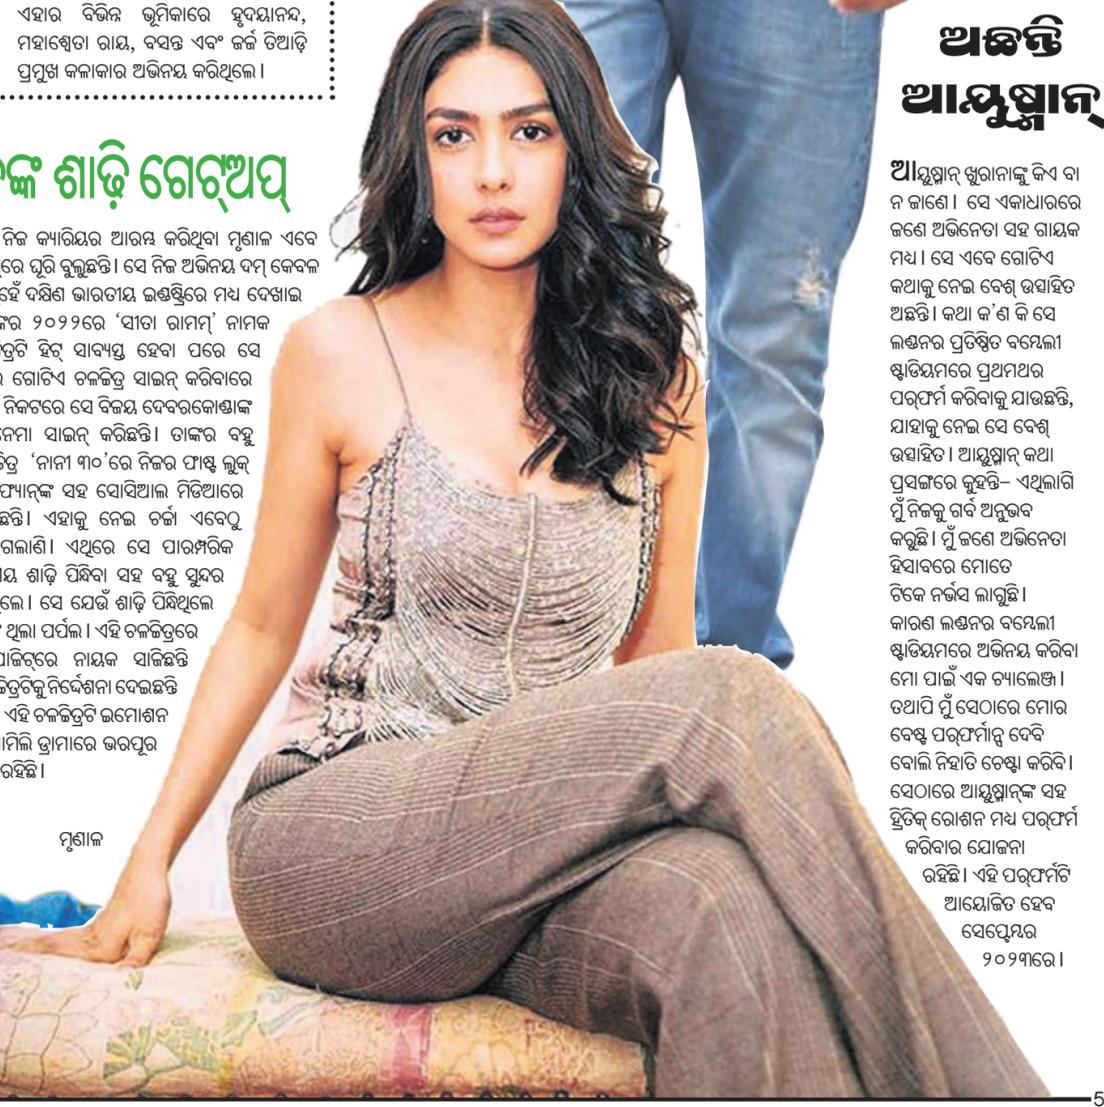 ଏହାର ବିଭିନ୍ନ ଭୂମିକାରେ ହୃଦୟାନନ୍ଦ,
ମହାଶ୍ୱେତା ରାୟ, ବସନ୍ତ ଏବଂ ଜର୍ଜ ତିଆଡ଼ି
ପ୍ରମୁଖ କଳାକାର ଅଭିନୟ କରିଥିଲେ।
ଶାଢ଼ି ଗେଟ୍ଅପ୍
ନିଜ କ୍ୟାରିୟର ଆରମ୍ଭ କରିଥିବା ମୃଣାଳ ଏବେ
ଘୂରି ବୁଲୁଛନ୍ତି। ସେ ନିଜ ଅଭିନୟ ଦମ୍ କେବଳ
ଦକ୍ଷିଣ ଭାରତୀୟ ଇଣ୍ଡଷ୍ଟ୍ରିରେ ମଧ୍ୟ ଦେଖାଇ
୨୦୨୨ରେ ‘ସୀତା ରାମମ୍’ ନାମକ
ହିଟ୍ ସାବ୍ୟସ୍ତ ହେବା ପରେ ସେ
ଗୋଟିଏ ଚଳଚ୍ଚିତ୍ର ସାଇନ୍ କରିବାରେ
ନିକଟରେ ସେ ବିଜୟ ଦେବରକୋଣ୍ଡାଙ୍କ
ସାଇନ୍ କରିଛନ୍ତି। ତାଙ୍କର ବହୁ
‘ନାନୀ ୩୦’ରେ ନିଜର ଫାଷ୍ଟ ଲୁକ୍
ଫ୍ୟାନ୍‌ଙ୍କ ସହ ସୋସିଆଲ ମିଡିଆରେ
ଏହାକୁ ନେଇ ଚର୍ଚ୍ଚା ଏବେଠୁ
ଏଥିରେ ସେ ପାରମ୍ପରିକ
ଶାଢ଼ି ପିନ୍ଧିବା ସହ ବହୁ ସୁନ୍ଦର
ସେ ଯେଉଁ ଶାଢ଼ି ପିନ୍ଧିଥିଲେ
ଥିଲା ପର୍ପଲ। ଏହି ଚଳଚ୍ଚିତ୍ରରେ
ନାୟକ ସାଜିଛନ୍ତି
ନିର୍ଦ୍ଦେଶନା ଦେଇଛନ୍ତି
ଏହି ଚଳଚ୍ଚିତ୍ରଟି ଇମୋଶନ
ଡ୍ରାମାରେ ଭରପୂର
ରହିଛି।
ମୃଣାଳ
ଅଛନ୍ତି
ଆୟୁଷ୍ମାନ୍
ଆୟୁଷ୍ମାନ୍ ଖୁରାନାଙ୍କୁ କିଏ ବା
ନ ଜାଣେ। ସେ ଏକାଧାରରେ
ଜଣେ ଅଭିନେତା ସହ ଗାୟକ
ମଧ୍ୟ। ସେ ଏବେ ଗୋଟିଏ
କଥାକୁ ନେଇ ବେଶ୍ ଉତ୍ସାହିତ
ଅଛନ୍ତି। କଥା କ’ଣ କି ସେ
ଲଣ୍ଡନର ପ୍ରତିଷ୍ଠିତ ବମ୍ଭେଲୀ
ଷ୍ଟାଡିୟମରେ ପ୍ରଥମଥର
ପର୍‌ଫର୍ମ କରିବାକୁ ଯାଉଛନ୍ତି,
ଯାହାକୁ ନେଇ ସେ ବେଶ୍
ଉତ୍ସାହିତ। ଆୟୁଷ୍ମାନ୍ କଥା
ପ୍ରସଙ୍ଗରେ କୁହନ୍ତି– ଏଥିଲାଗି
ମୁଁ ନିଜକୁ ଗର୍ବ ଅନୁଭବ
କରୁଛି। ମୁଁ ଜଣେ ଅଭିନେତା
ହିସାବରେ ମୋତେ
ଟିକେ ନର୍ଭସ ଲାଗୁଛି।
କାରଣ ଲଣ୍ଡନର ବମ୍ଭେଲୀ
ଷ୍ଟାଡିୟମରେ ଅଭିନୟ କରିବା
ମୋ ପାଇଁ ଏକ ଚ୍ୟାଲେଞ୍ଜ।
ତଥାପି ମୁଁ ସେଠାରେ ମୋର
ବେଷ୍ଟ ପର୍‌ଫର୍ମାନ୍ସ ଦେବି
ବୋଲି ନିହାତି ଚେଷ୍ଟା କରିବି।
ସେଠାରେ ଆୟୁଷ୍ମାନ୍‌ଙ୍କ ସହ
ହ୍ରିତିକ୍ ରୋଶନ ମଧ୍ୟ ପର୍‌ଫର୍ମ
କରିବାର ଯୋଜନା
ରହିଛି। ଏହି ପର୍‌ଫର୍ମଟି
ଆୟୋଜିତ ହେବ
ସେପ୍ଟେମ୍ବର
୨୦୨୩ରେ।
5